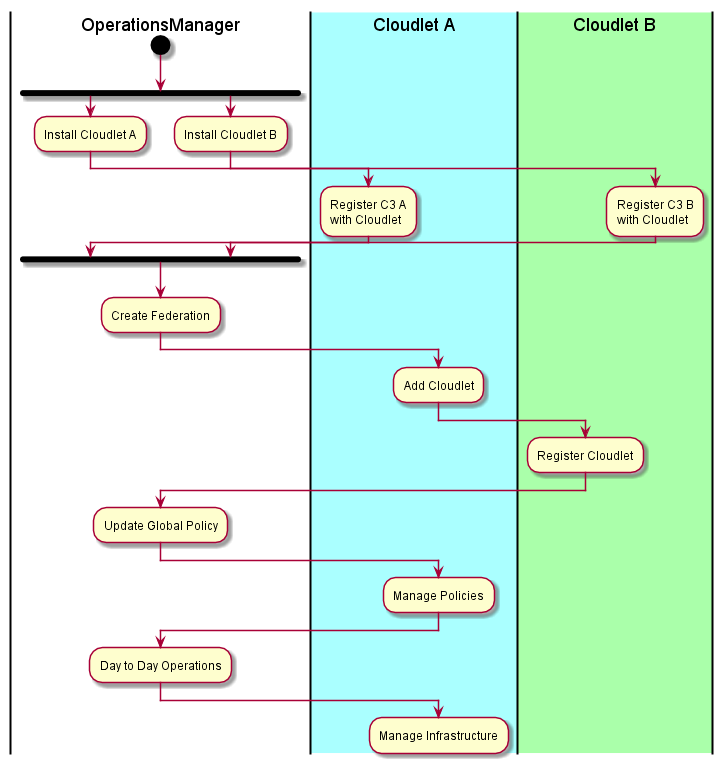 OperationsManager
Cloudlet A
Cloudlet B
Install Cloudlet A
Install Cloudlet B
Register C3 A
with Cloudlet
Register C3 B
with Cloudlet
Create Federation
Add Cloudlet
Register Cloudlet
Update Global Policy
Manage Policies
Day to Day Operations
Manage Infrastructure